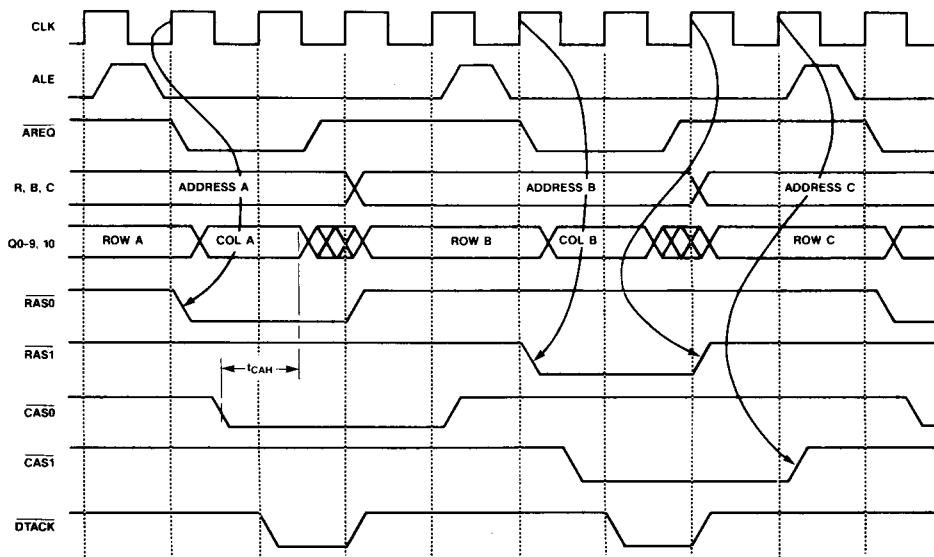 CLK
ALE
AREQ
R, B, C ADDRESS A ADDRESS B ADDRESS C
Q0–9, 10 ROW A COL A ROW B COL B ROW C
RAS0
RAS1
tCAH
CAS0
CAS1
DTACK